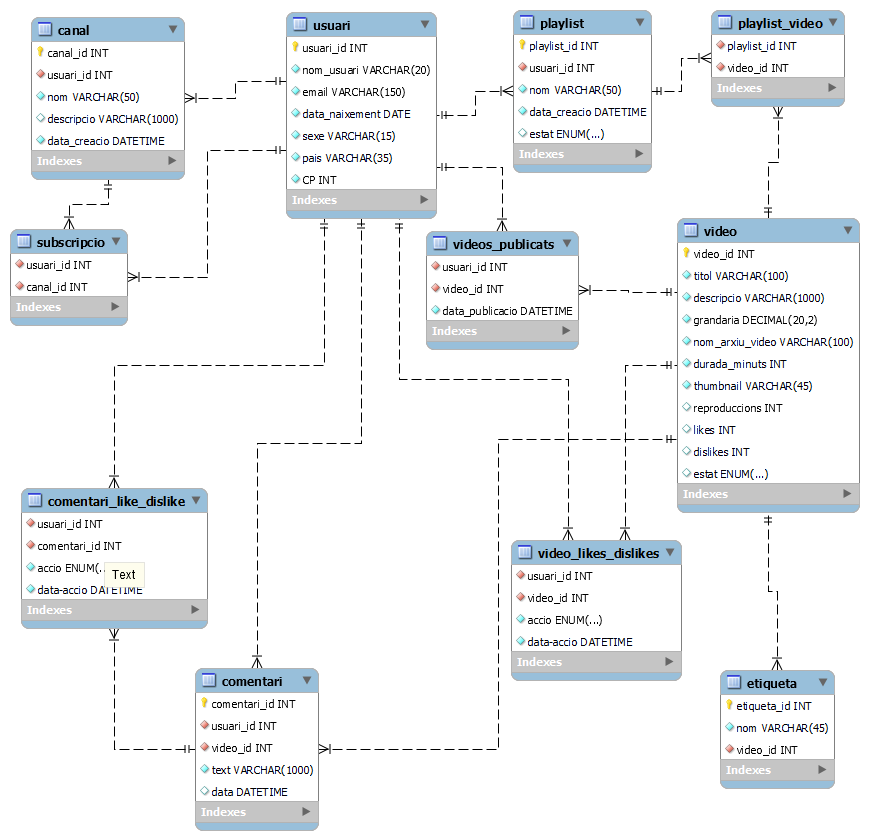 canal
canal_id INT
usuari_id INT
nom VARCHAR(50)
descripcio VARCHAR(1000)
data_creacio DATETIME
Indexes
usuari
usuari_id INT
nom_usuari VARCHAR(20)
email VARCHAR(150)
data_naixement DATE
sexe VARCHAR(15)
pais VARCHAR(35)
CP INT
Indexes
playlist
playlist_id INT
usuari_id INT
nom VARCHAR(50)
data_creacio DATETIME
estat ENUM(...)
Indexes
playlist_video
playlist_id INT
video_id INT
Indexes
subscripcio
usuari_id INT
canal_id INT
Indexes
videos_publicats
usuari_id INT
video_id INT
data_publicacio DATETIME
Indexes
video
video_id INT
titol VARCHAR(100)
descripcio VARCHAR(1000)
grandaria DECIMAL(20,2)
nom_arxiu_video VARCHAR(100)
durada_minuts INT
thumbnail VARCHAR(45)
reproduccions INT
likes INT
dislikes INT
estat ENUM(...)
Indexes
comentari_like_dislike
usuari_id INT
comentari_id INT
accio ENUM(..
Text
data-accio DATETIME
Indexes
video_likes_dislikes
usuari_id INT
video_id INT
accio ENUM(...)
data-accio DATETIME
Indexes
comentari
comentari_id INT
usuari_id INT
video_id INT
text VARCHAR(1000)
data DATETIME
Indexes
etiqueta
etiqueta_id INT
nom VARCHAR(45)
video_id INT
Indexes